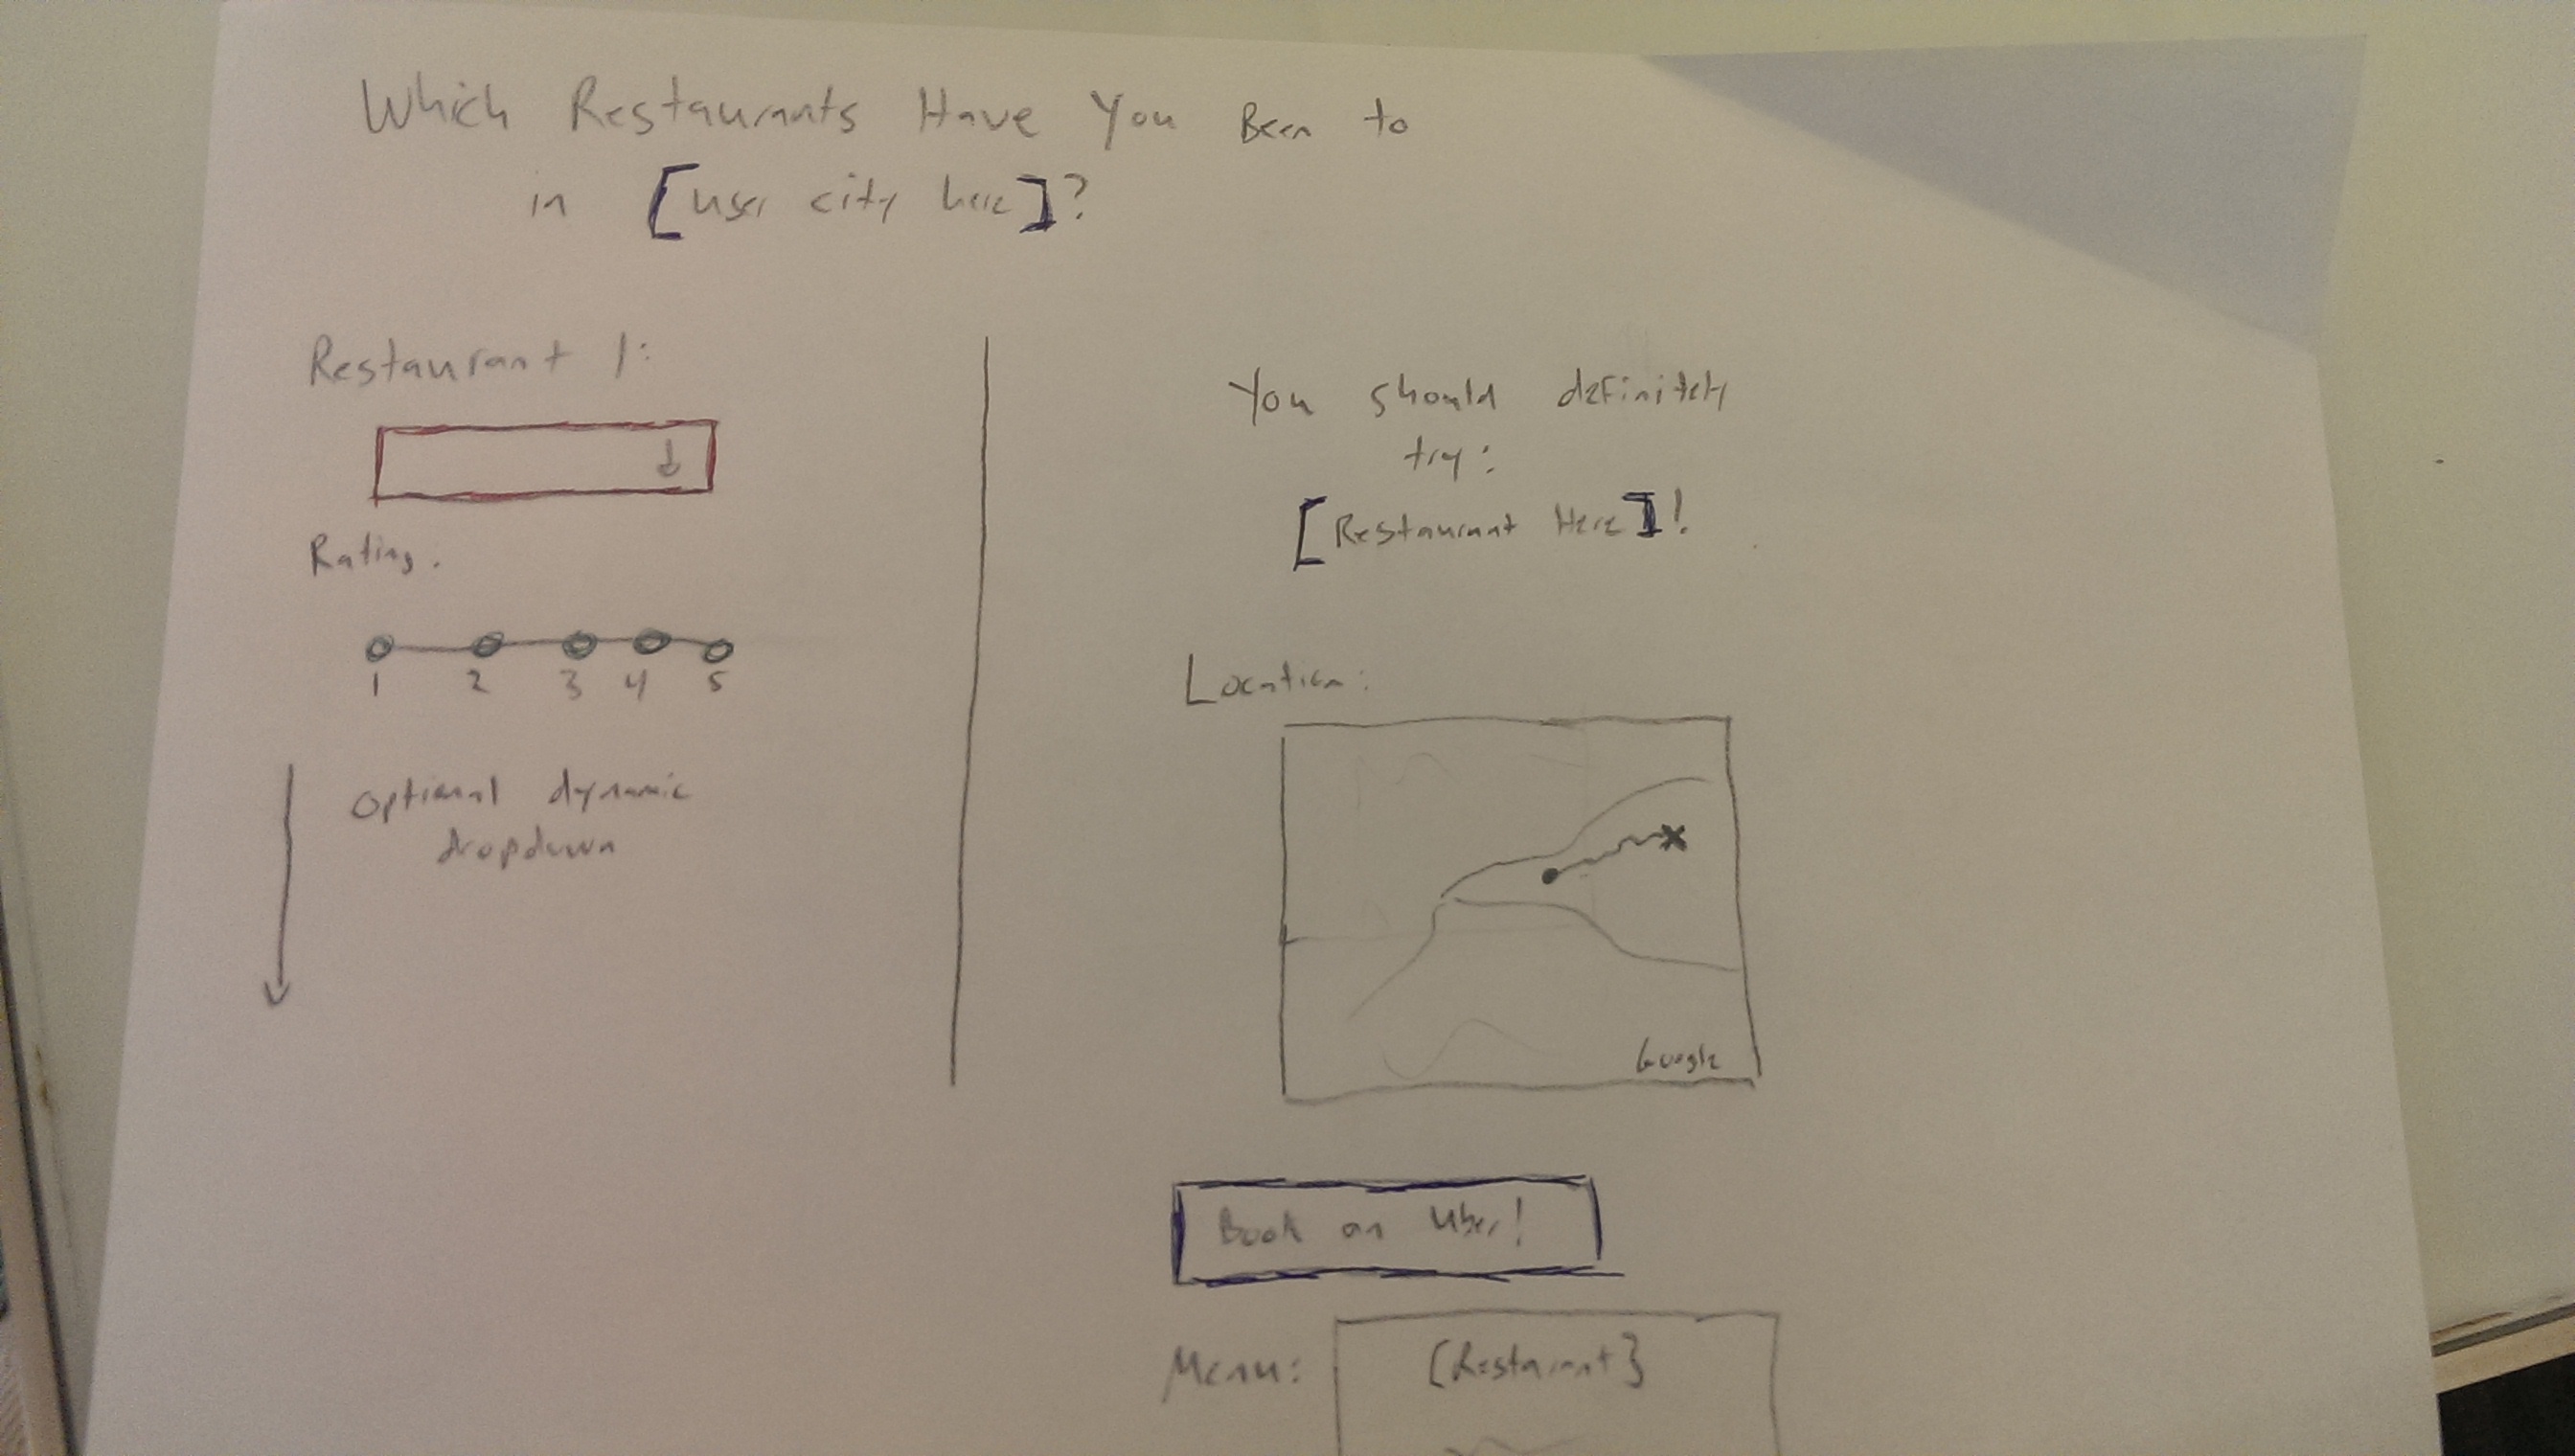 Which Restaurants Have You Been to
in [user city here]?
Restaurant 1:
Rating:
1 2 3 4 5
Optional dynamic
dropdown
You should definitely
try:
[Restaurant Here]!
Location:
Google
Book an Uber!
Menu:
{Restaurant}